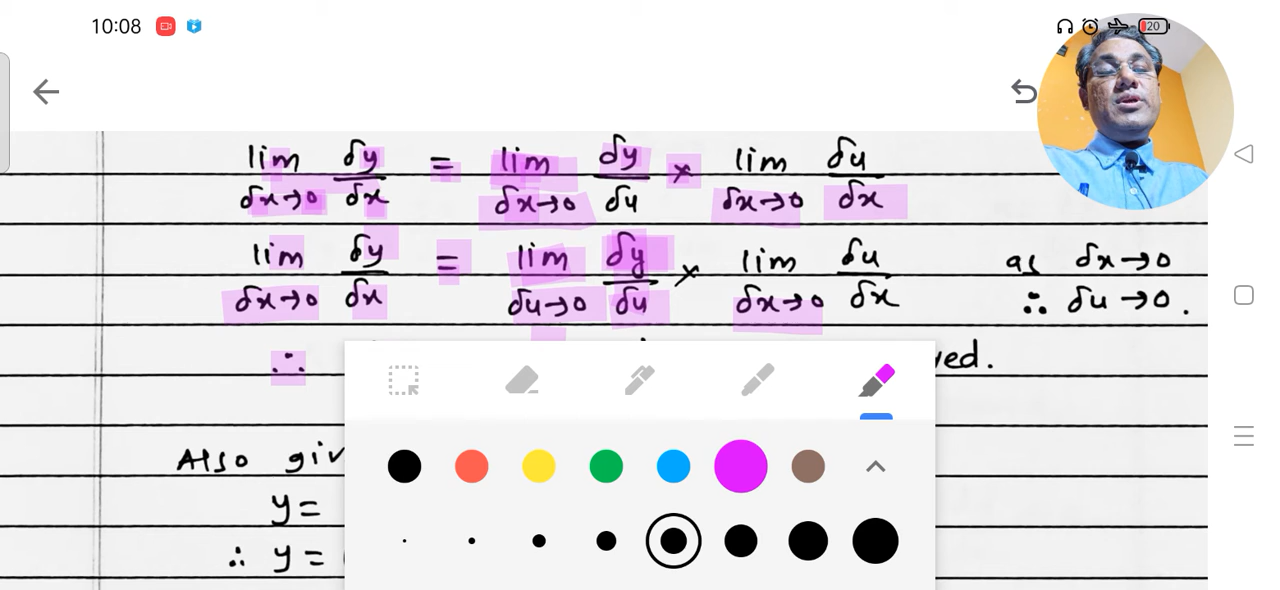 10:08 20
lim δx→0 δy/δx = lim δx→0 δy/δu × lim δx→0 δu/δx
lim δx→0 δy/δx = lim δu→0 δy/δu × lim δx→0 δu/δx as δx→0
∴ δu→0.
∴
Also
y=
∴ y=